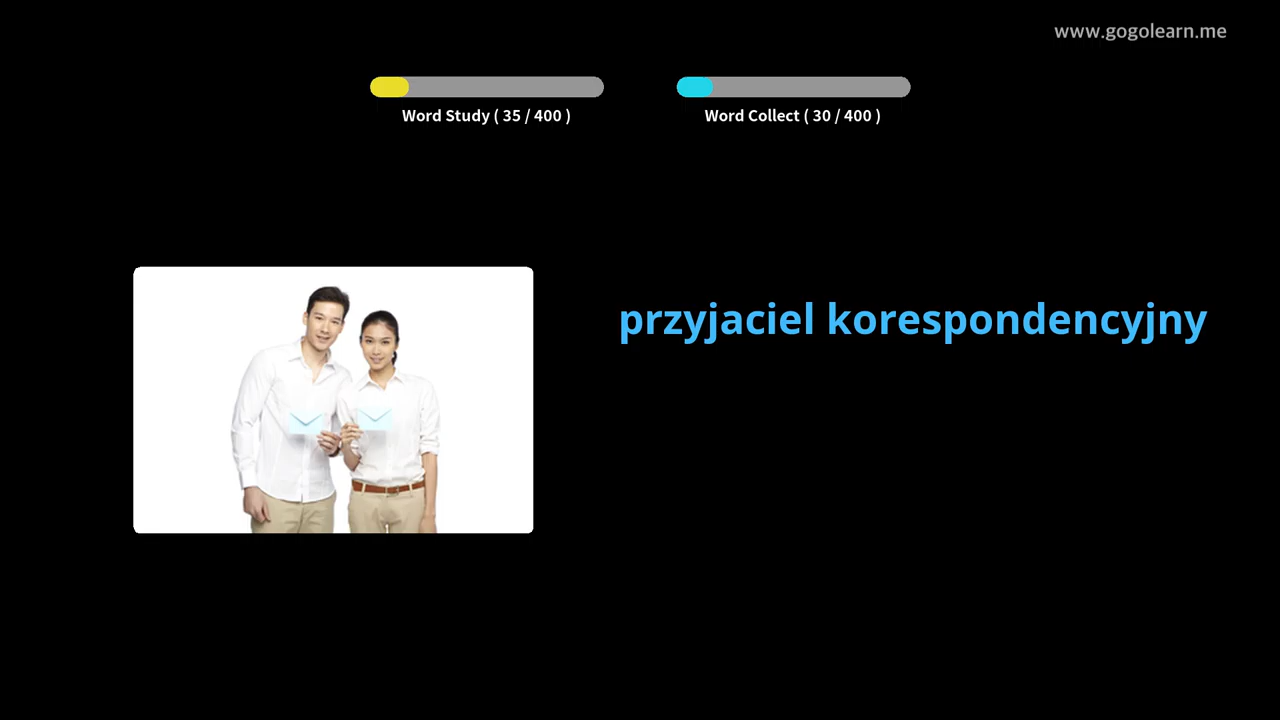 www.gogolearn.me
Word Study ( 35 / 400 )
Word Collect ( 30 / 400 )
przyjaciel korespondencyjny